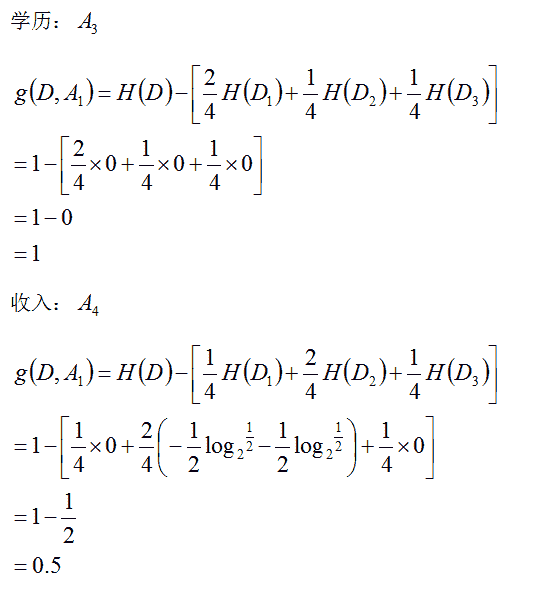 学历： A₃
g(D, A₁) = H(D) − [2/4 H(D₁) + 1/4 H(D₂) + 1/4 H(D₃)]
= 1 − [2/4 × 0 + 1/4 × 0 + 1/4 × 0]
= 1 − 0
= 1
收入： A₄
g(D, A₁) = H(D) − [1/4 H(D₁) + 2/4 H(D₂) + 1/4 H(D₃)]
= 1 − [1/4 × 0 + 2/4 (− 1/2 log₂^(1/2) − 1/2 log₂^(1/2)) + 1/4 × 0]
= 1 − 1/2
= 0.5